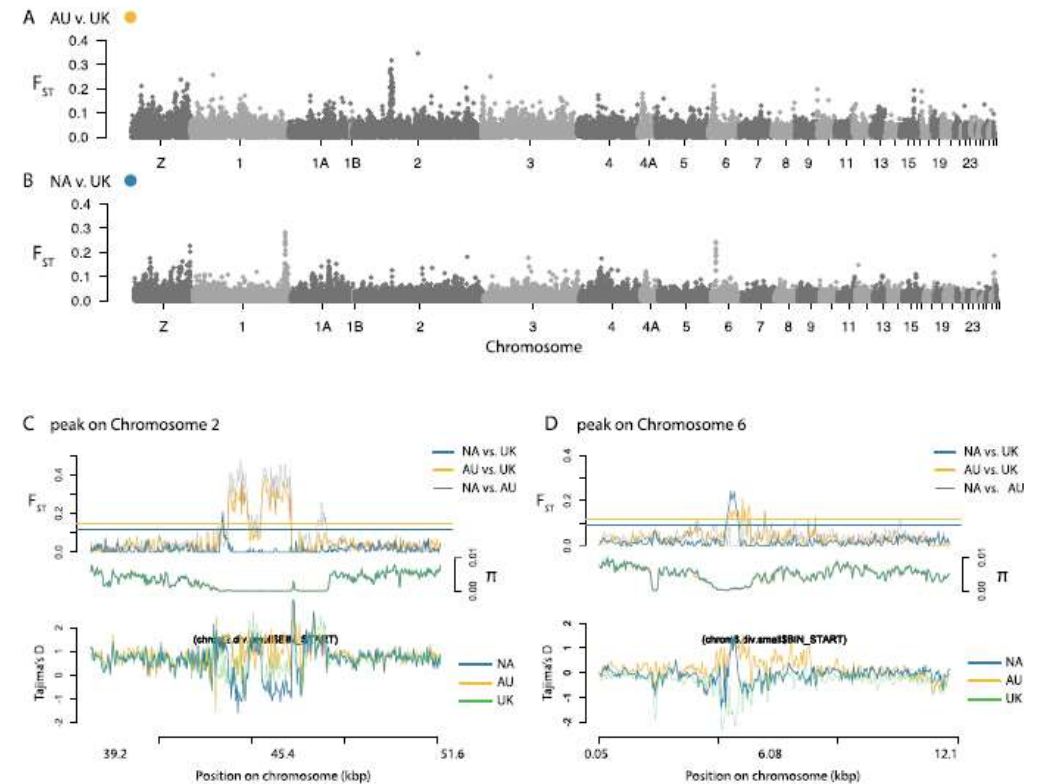 A AU v. UK
0.4
0.3
0.2
0.1
0.0
FST
Z 1 1A 1B 2 3 4 4A 5 6 7 8 9 11 13 15 19 23
B NA v. UK
0.4
0.3
0.2
0.1
0.0
FST
Z 1 1A 1B 2 3 4 4A 5 6 7 8 9 11 13 15 19 23
Chromosome
C peak on Chromosome 2
NA vs. UK
AU vs. UK
NA vs. AU
FST
0.4
0.2
0.0
0.01
0.00
π
Tajima's D
2
1
0
-1
-2
NA
AU
UK
39.2 45.4 51.6
Position on chromosome (kbp)
D peak on Chromosome 6
NA vs. UK
AU vs. UK
NA vs. AU
FST
0.4
0.2
0.0
0.01
0.00
π
(chrom6.div.small$BIN_START)
Tajima's D
2
1
0
-1
-2
NA
AU
UK
0.05 6.08 12.1
Position on chromosome (kbp)